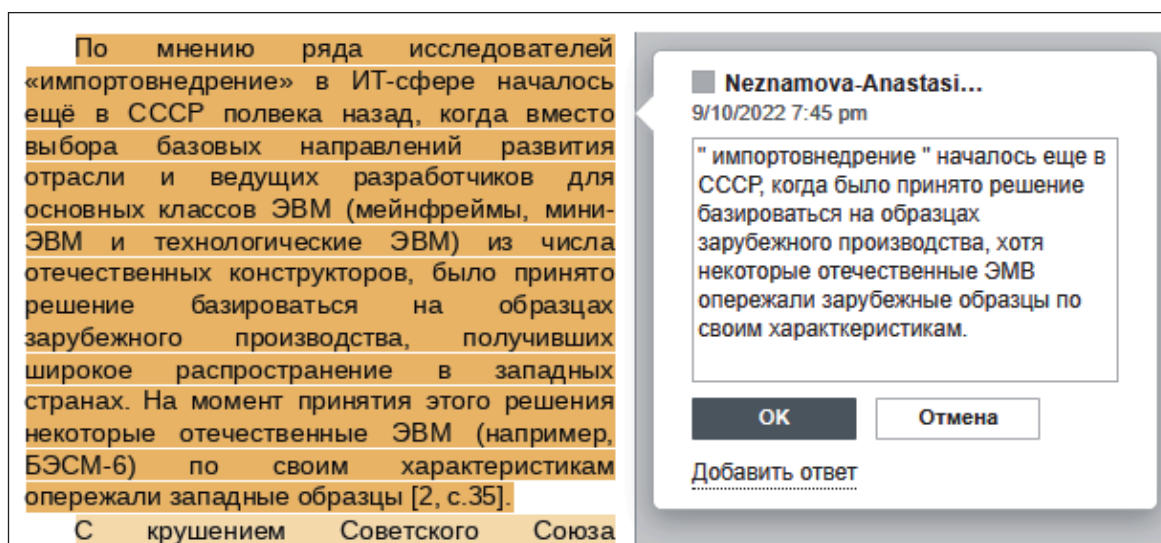 По мнению ряда исследователей
«импортовнедрение» в ИТ-сфере началось
ещё в СССР полвека назад, когда вместо
выбора базовых направлений развития
отрасли и ведущих разработчиков для
основных классов ЭВМ (мейнфреймы, мини-
ЭВМ и технологические ЭВМ) из числа
отечественных конструкторов, было принято
решение базироваться на образцах
зарубежного производства, получивших
широкое распространение в западных
странах. На момент принятия этого решения
некоторые отечественные ЭВМ (например,
БЭСМ-6) по своим характеристикам
опережали западные образцы [2, с.35].
С крушением Советского Союза
Neznamova-Anastasi...
9/10/2022 7:45 pm
" импортовнедрение " началось еще в
СССР, когда было принято решение
базироваться на образцах
зарубежного производства, хотя
некоторые отечественные ЭМВ
опережали зарубежные образцы по
своим характкеристикам.
OK
Отмена
Добавить ответ